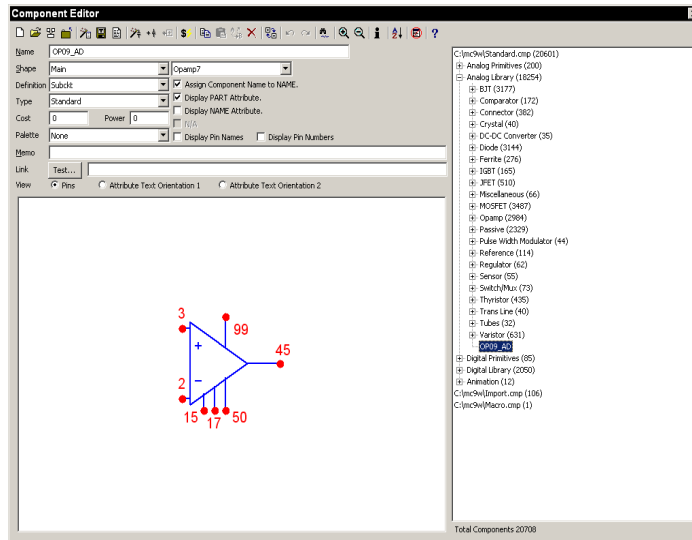 Component Editor
Name OP09_AD
Shape Main Opamp7
Definition Subckt Assign Component Name to NAME.
Type Standard Display PART Attribute.
Display NAME Attribute.
Cost 0 Power 0 N/A
Palette None Display Pin Names Display Pin Numbers
Memo
Link Test...
View Pins Attribute Text Orientation 1 Attribute Text Orientation 2
3
99
45
2
15 17 50
C:\mc9w\Standard.cmp (20601)
Analog Primitives (200)
Analog Library (18254)
BJT (3177)
Comparator (172)
Connector (382)
Crystal (40)
DC-DC Converter (35)
Diode (3144)
Ferrite (276)
IGBT (165)
JFET (510)
Miscellaneous (66)
MOSFET (3487)
Opamp (2984)
Passive (2329)
Pulse Width Modulator (44)
Reference (114)
Regulator (62)
Sensor (55)
Switch/Mux (73)
Thyristor (435)
Trans Line (40)
Tubes (32)
Varistor (631)
OP09_AD
Digital Primitives (85)
Digital Library (2050)
Animation (12)
C:\mc9w\Import.cmp (106)
C:\mc9w\Macro.cmp (1)
Total Components 20708